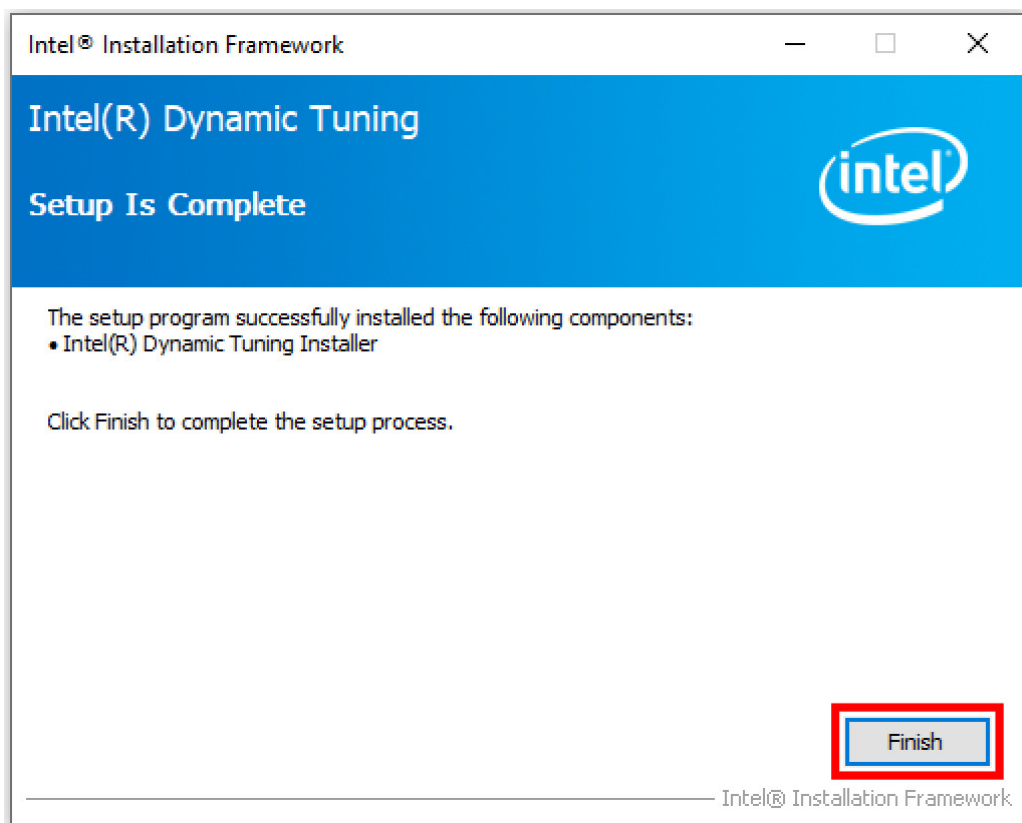 Intel® Installation Framework
Intel(R) Dynamic Tuning
intel
Setup Is Complete
The setup program successfully installed the following components:
• Intel(R) Dynamic Tuning Installer
Click Finish to complete the setup process.
Finish
Intel® Installation Framework